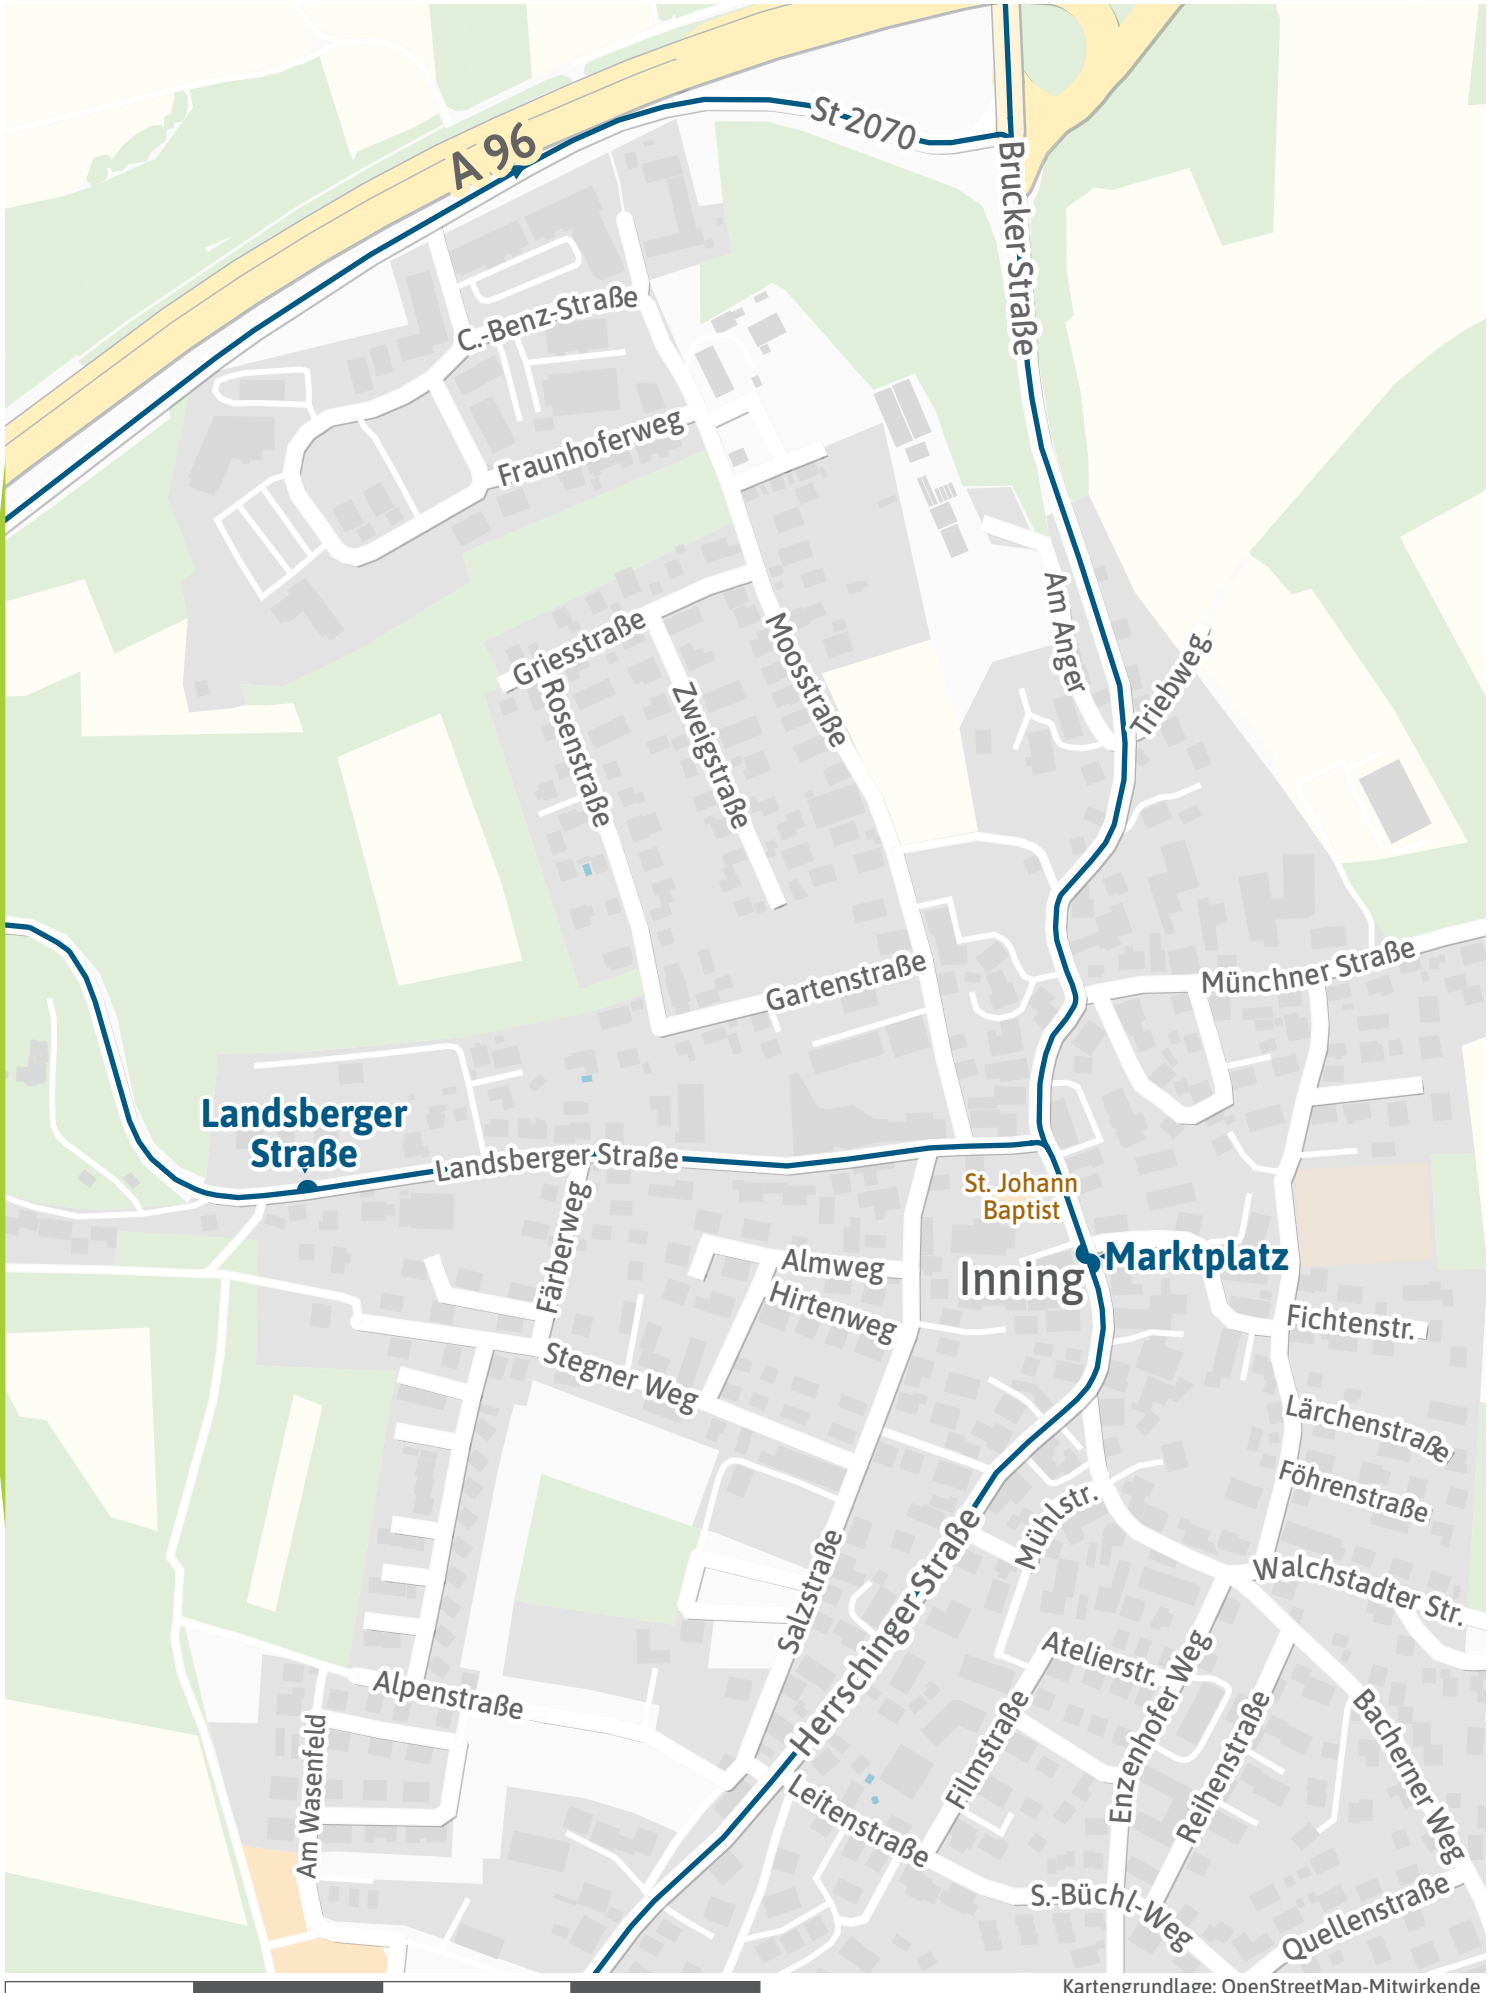 A 96
St 2070
Brucker Straße
C.-Benz-Straße
Fraunhoferweg
Am Anger
Griesstraße
Moosstraße
Triebweg
Rosenstraße
Zweigstraße
Gartenstraße
Münchner Straße
Landsberger
Straße
Landsberger Straße
St. Johann
Baptist
Färberweg
Marktplatz
Almweg
Inning
Hirtenweg
Fichtenstr.
Stegner Weg
Lärchenstraße
Föhrenstraße
Mühlstr.
Salzstraße
Walchstadter Str.
Herrschinger Straße
Atelierstr.
Alpenstraße
Enzenhofer Weg
Filmstraße
Reihenstraße
Bacherner Weg
Am Wasenfeld
Leitenstraße
S.-Büchl-Weg
Quellenstraße
Kartengrundlage: OpenStreetMap-Mitwirkende